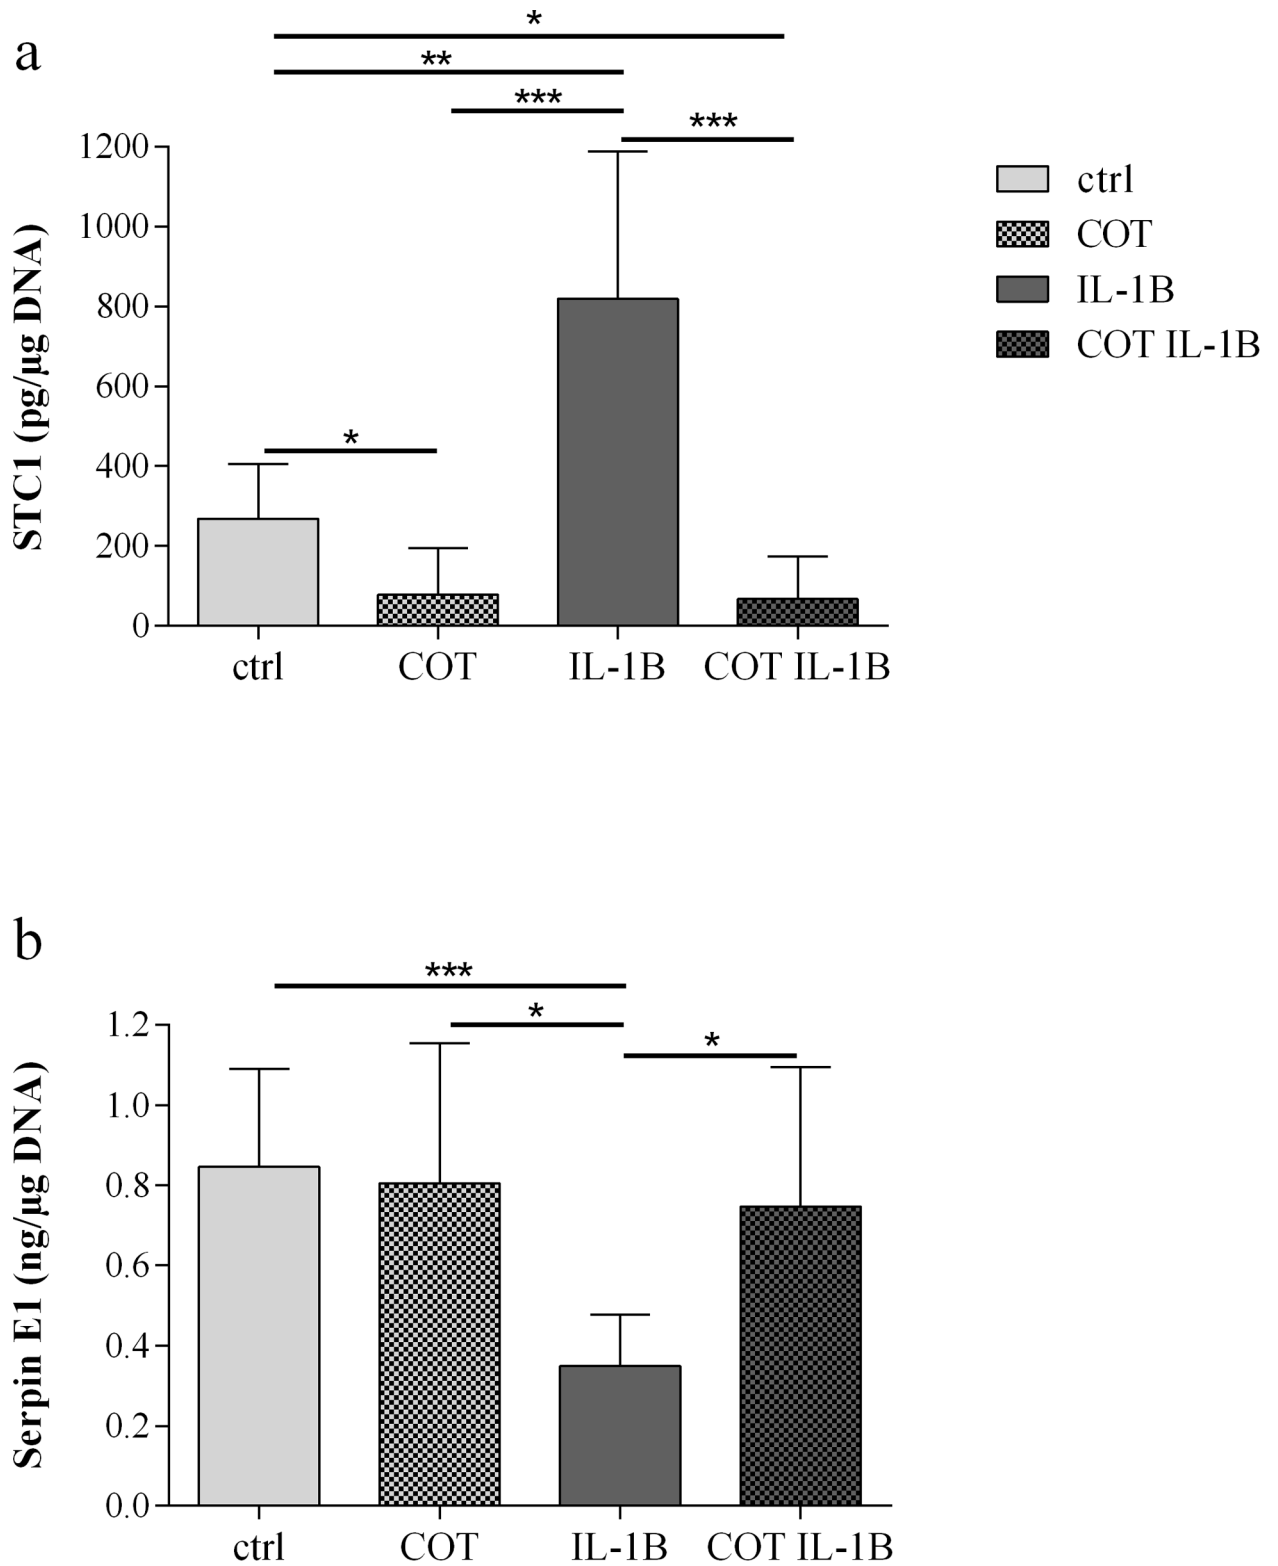 a
*
**
***
***
*
STC1 (pg/µg DNA)
1200
1000
800
600
400
200
0
ctrl COT IL-1B COT IL-1B
ctrl
COT
IL-1B
COT IL-1B
b
***
*
*
Serpin E1 (ng/µg DNA)
1.2
1.0
0.8
0.6
0.4
0.2
0.0
ctrl COT IL-1B COT IL-1B